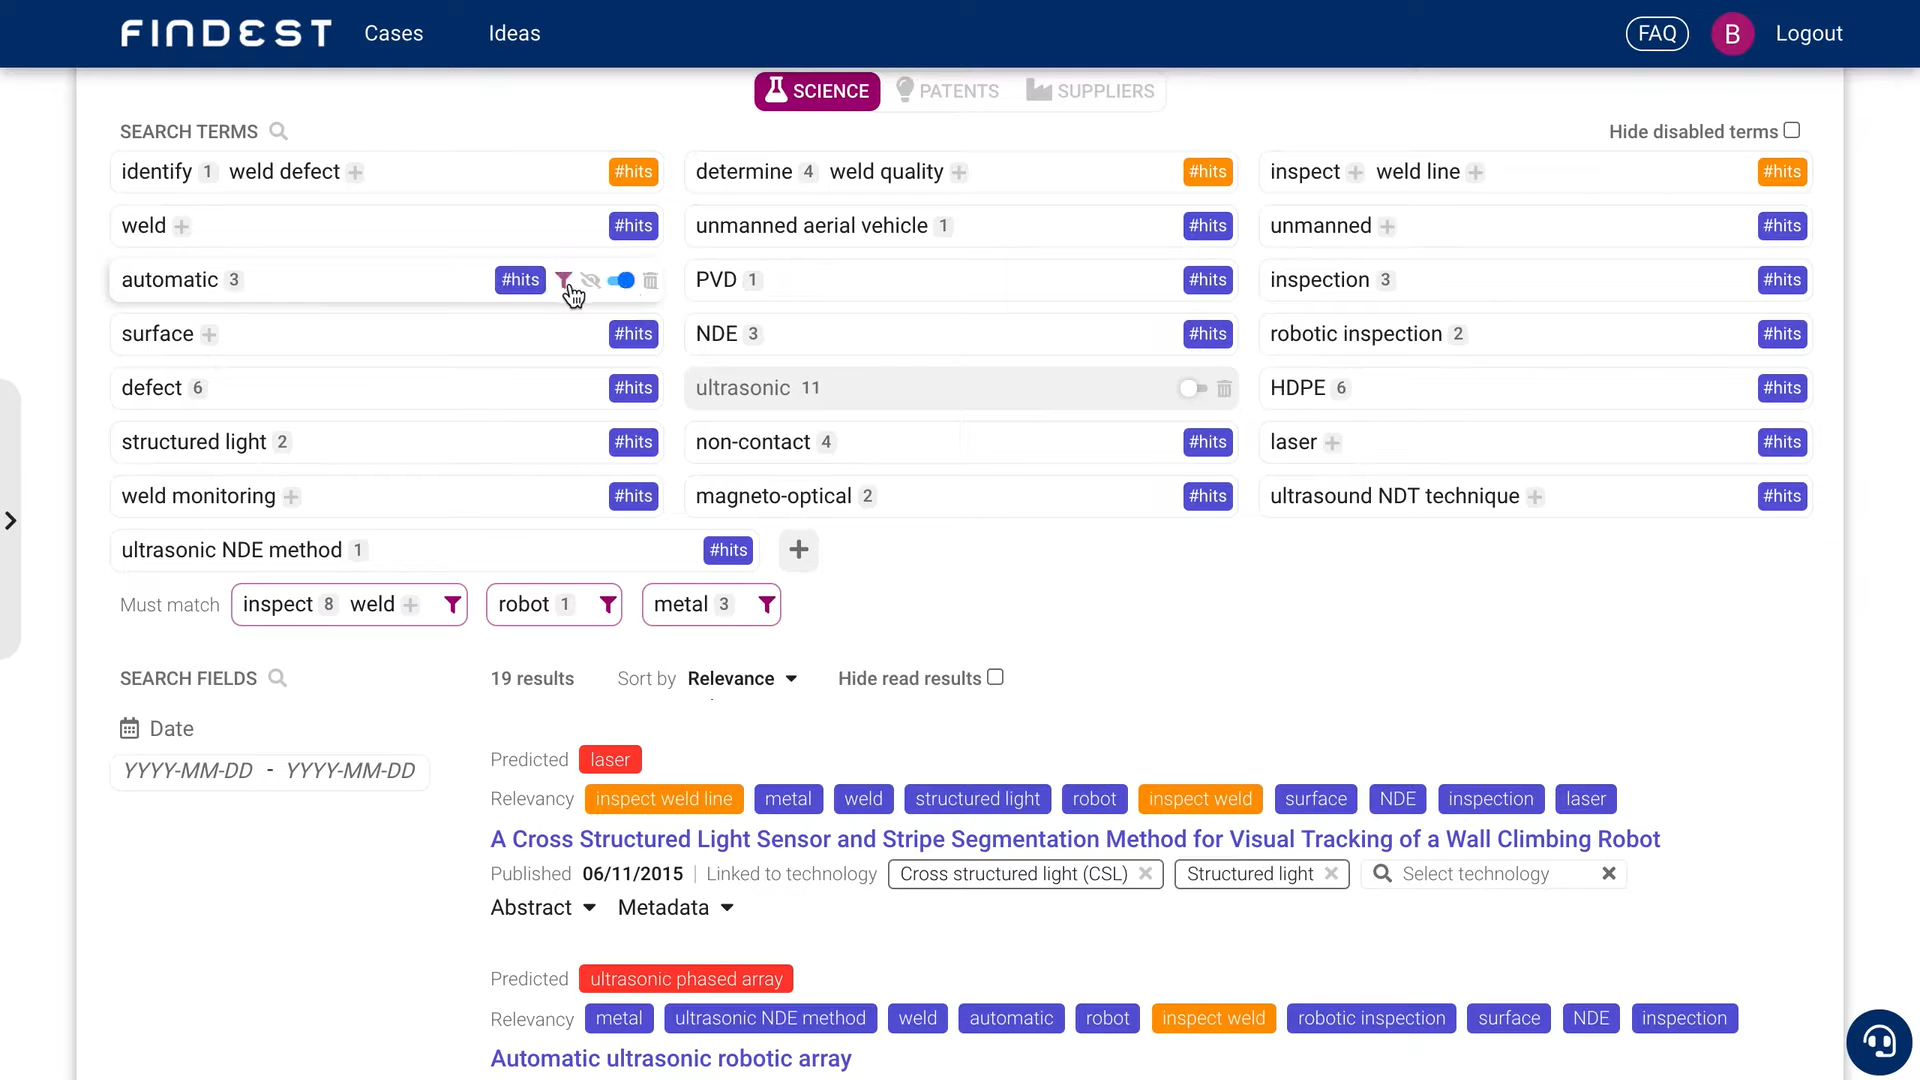 FINDEST Cases Ideas FAQ B Logout
SCIENCE PATENTS SUPPLIERS
SEARCH TERMS Hide disabled terms
identify 1 weld defect + #hits determine 4 weld quality + #hits inspect + weld line + #hits
weld + #hits unmanned aerial vehicle 1 #hits unmanned + #hits
automatic 3 #hits PVD 1 #hits inspection 3 #hits
surface + #hits NDE 3 #hits robotic inspection 2 #hits
defect 6 #hits ultrasonic 11 HDPE 6 #hits
structured light 2 #hits non-contact 4 #hits laser + #hits
weld monitoring + #hits magneto-optical 2 #hits ultrasound NDT technique + #hits
ultrasonic NDE method 1 #hits +
Must match inspect 8 weld + robot 1 metal 3
SEARCH FIELDS 19 results Sort by Relevance Hide read results
Date
YYYY-MM-DD - YYYY-MM-DD
Predicted laser
Relevancy inspect weld line metal weld structured light robot inspect weld surface NDE inspection laser
A Cross Structured Light Sensor and Stripe Segmentation Method for Visual Tracking of a Wall Climbing Robot
Published 06/11/2015 | Linked to technology Cross structured light (CSL) × Structured light × Select technology ×
Abstract Metadata
Predicted ultrasonic phased array
Relevancy metal ultrasonic NDE method weld automatic robot inspect weld robotic inspection surface NDE inspection
Automatic ultrasonic robotic array